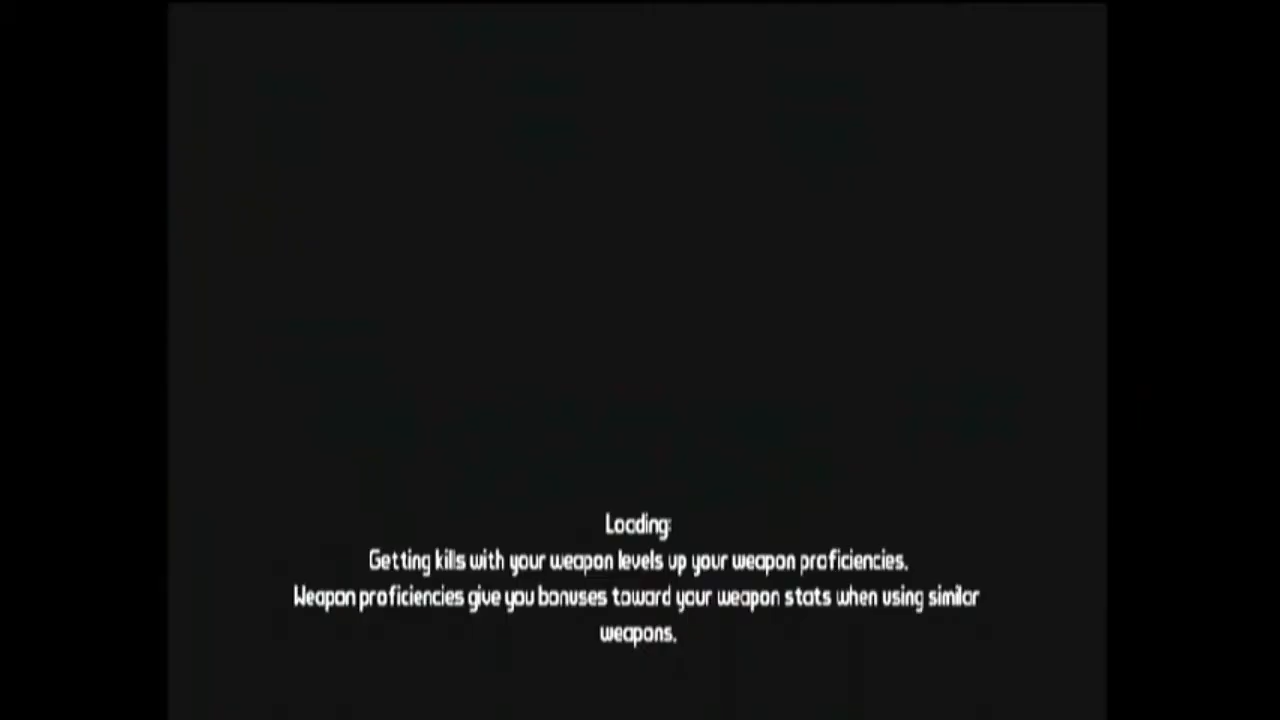 Loading:
Getting kills with your weapon levels up your weapon proficiencies.
Weapon proficiencies give you bonuses toward your weapon stats when using similar
weapons.